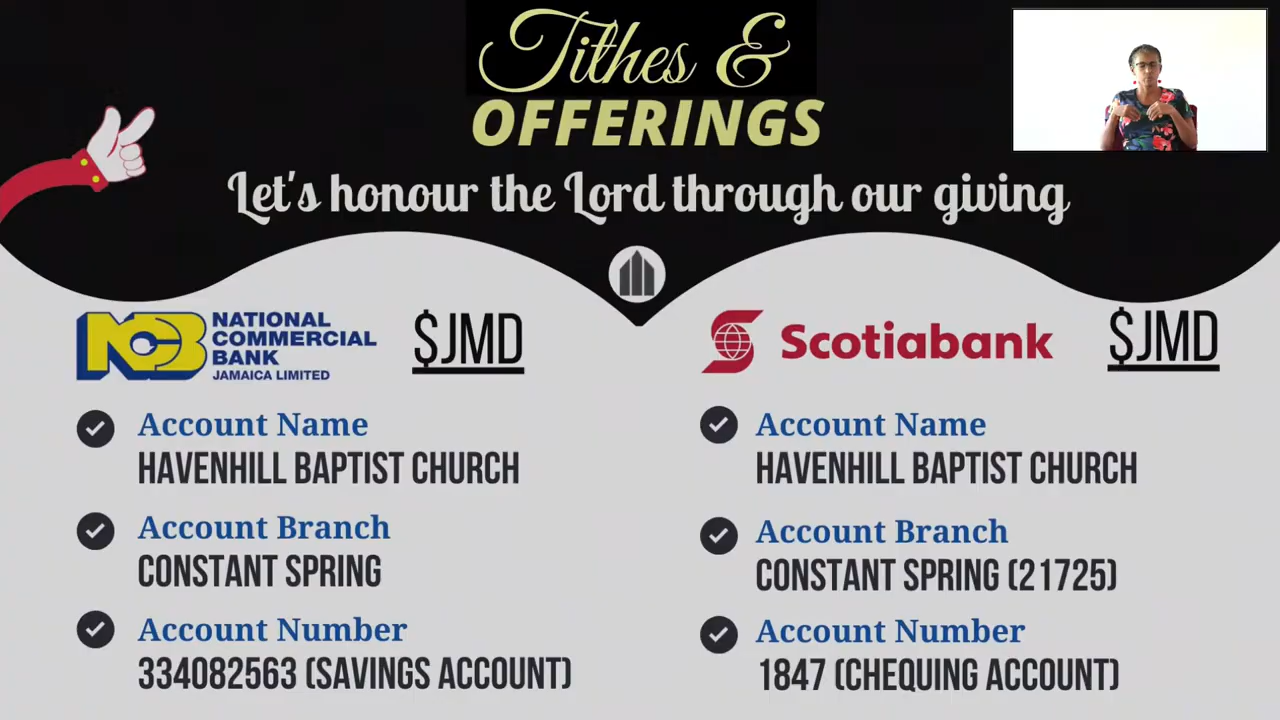 Tithes &
OFFERINGS
Let's honour the Lord through our giving
NCB NATIONAL
COMMERCIAL
BANK
JAMAICA LIMITED
$JMD
Account Name
HAVENHILL BAPTIST CHURCH
Account Branch
CONSTANT SPRING
Account Number
334082563 (SAVINGS ACCOUNT)
Scotiabank
$JMD
Account Name
HAVENHILL BAPTIST CHURCH
Account Branch
CONSTANT SPRING (21725)
Account Number
1847 (CHEQUING ACCOUNT)